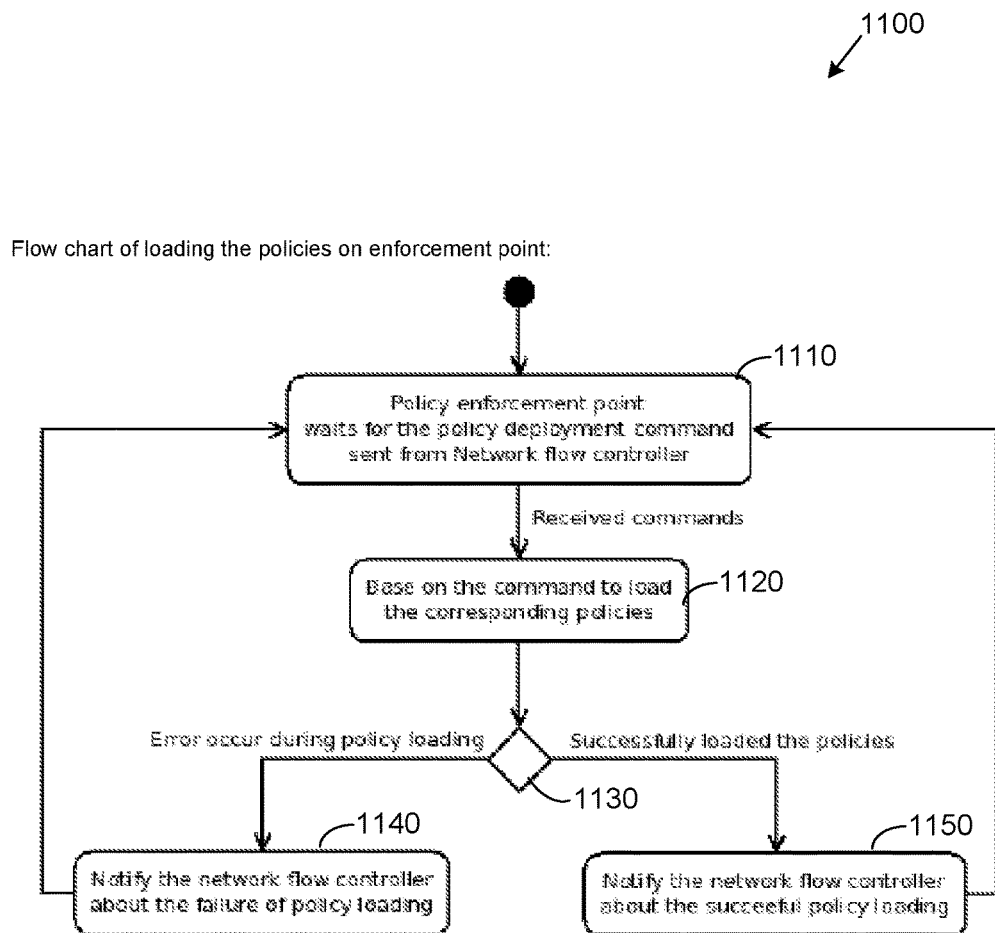 1100
Flow chart of loading the policies on enforcement point:
1110
Policy enforcement point
waits for the policy deployment command
sent from Network flow controller
Received commands
Base on the command to load
the corresponding policies
1120
Error occur during policy loading
Successfully loaded the policies
1130
1140
1150
Notify the network flow controller
about the failure of policy loading
Notify the network flow controller
about the succeeful policy loading